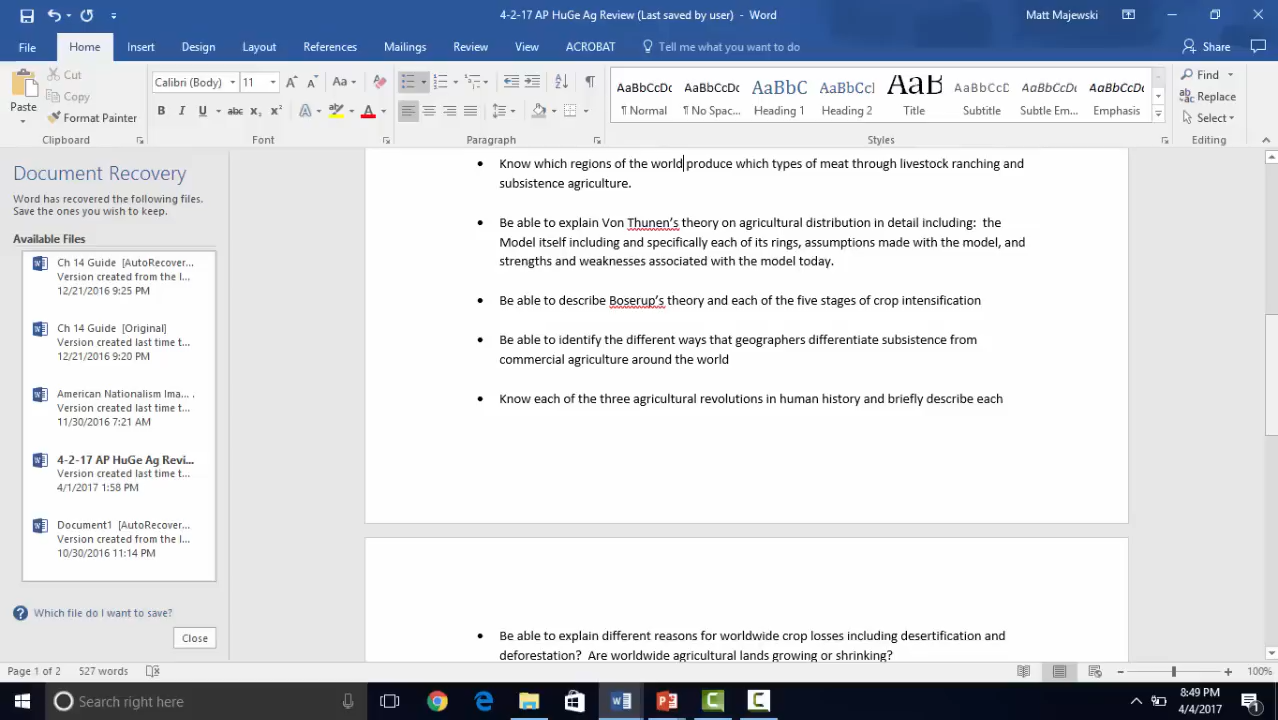 4-2-17 AP HuGe Ag Review (Last saved by user) - Word
Matt Majewski
File Home Insert Design Layout References Mailings Review View ACROBAT Tell me what you want to do Share
Paste
Cut
Copy
Format Painter
Clipboard
Calibri (Body) 11
Font
Paragraph
AaBbCcDc AaBbCcDc AaBbC AaBbCcl AaB AaBbCcDc AaBbCcDc AaBbCcDc
¶ Normal ¶ No Spac... Heading 1 Heading 2 Title Subtitle Subtle Em... Emphasis
Styles
Find
Replace
Select
Editing
Document Recovery
Word has recovered the following files.
Save the ones you wish to keep.
Available Files
Ch 14 Guide [AutoRecover...
Version created from the l...
12/21/2016 9:25 PM
Ch 14 Guide [Original]
Version created last time t...
12/21/2016 9:20 PM
American Nationalism Ima... .
Version created last time t...
11/30/2016 7:21 AM
4-2-17 AP HuGe Ag Revi...
Version created last time t...
4/1/2017 1:58 PM
Document1 [AutoRecover...
Version created from the l...
10/30/2016 11:14 PM
Which file do I want to save?
Close
• Know which regions of the world produce which types of meat through livestock ranching and
subsistence agriculture.
• Be able to explain Von Thunen's theory on agricultural distribution in detail including: the
Model itself including and specifically each of its rings, assumptions made with the model, and
strengths and weaknesses associated with the model today.
• Be able to describe Boserup's theory and each of the five stages of crop intensification
• Be able to identify the different ways that geographers differentiate subsistence from
commercial agriculture around the world
• Know each of the three agricultural revolutions in human history and briefly describe each
• Be able to explain different reasons for worldwide crop losses including desertification and
deforestation? Are worldwide agricultural lands growing or shrinking?
Page 1 of 2 527 words
100%
Search right here
8:49 PM
4/4/2017